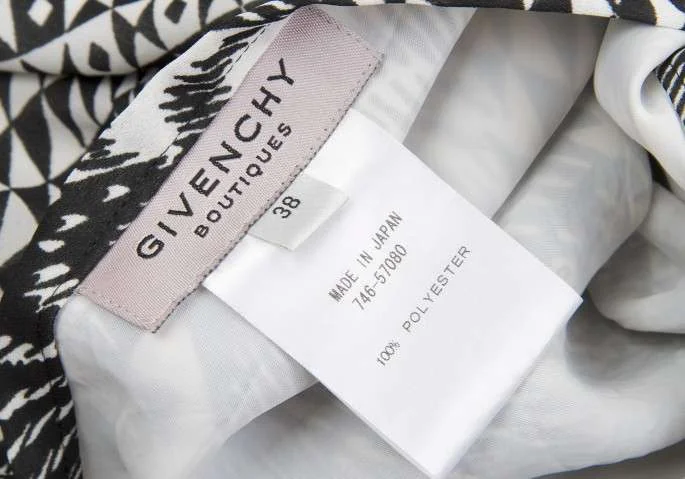 GIVENCHY
BOUTIQUES
38
MADE IN JAPAN
746-57080
100% POLYESTER